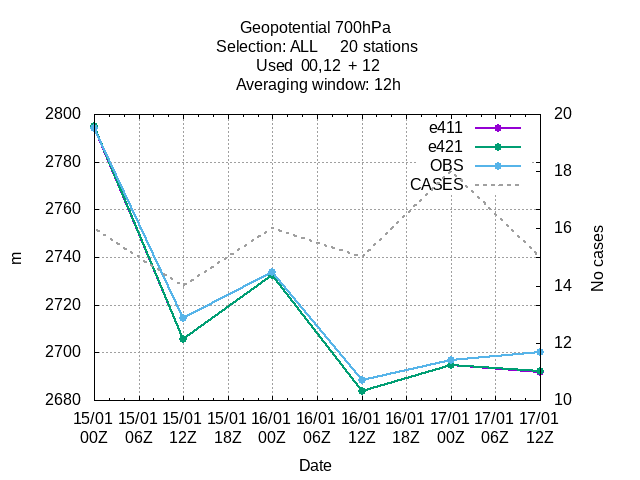 Geopotential 700hPa
Selection: ALL     20 stations
Used  00,12  + 12
Averaging window: 12h
2800
2780
2760
2740
2720
2700
2680
m
20
18
16
14
12
10
No cases
e411
e421
OBS
CASES
15/01 15/01 15/01 15/01 16/01 16/01 16/01 16/01 17/01 17/01 17/01
00Z 06Z 12Z 18Z 00Z 06Z 12Z 18Z 00Z 06Z 12Z
Date